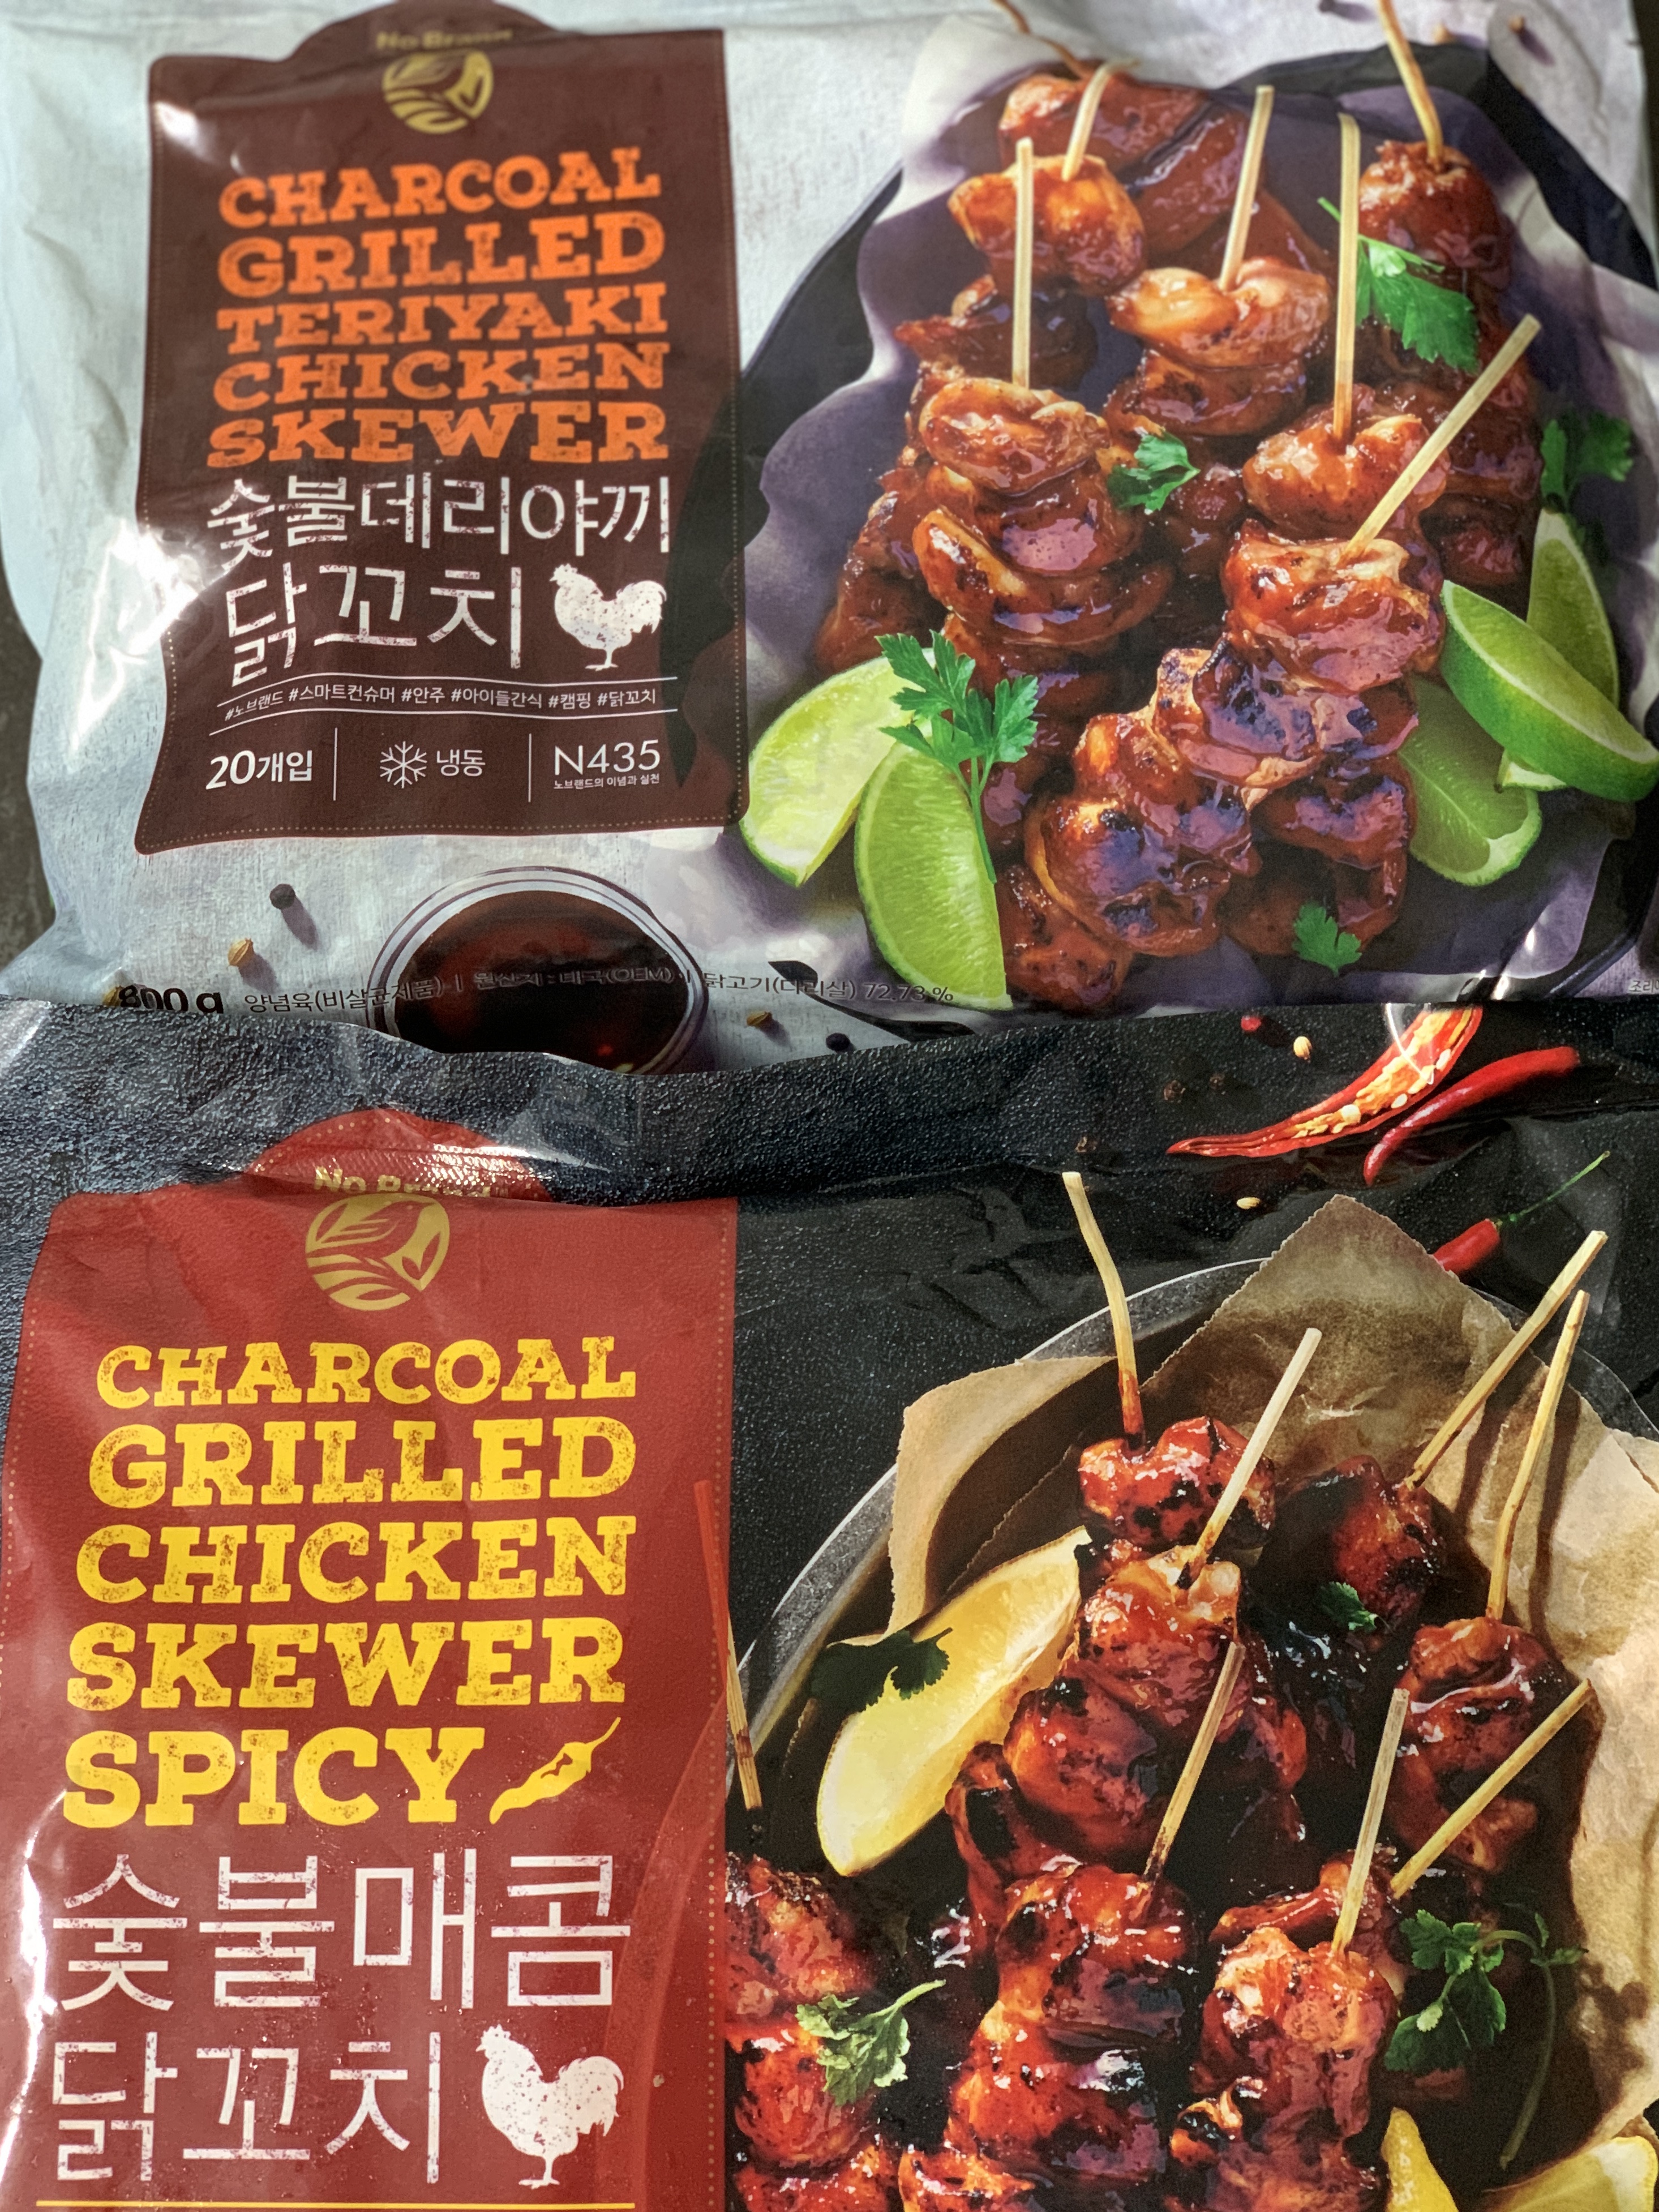 No Brand
CHARCOAL
GRILLED
TERIYAKI
CHICKEN
SKEWER
숯불데리야끼
닭꼬치
#노브랜드 #스마트컨슈머 #안주 #아이들간식 #캠핑 #닭꼬치
20개입
냉동
N435
노브랜드의 이념과 실천
800 g 양념육(비살균제품) | 원산지 : 태국(OEM) | 닭고기(다리살) 72.73 %
No Brand
CHARCOAL
GRILLED
CHICKEN
SKEWER
SPICY
숯불매콤
닭꼬치